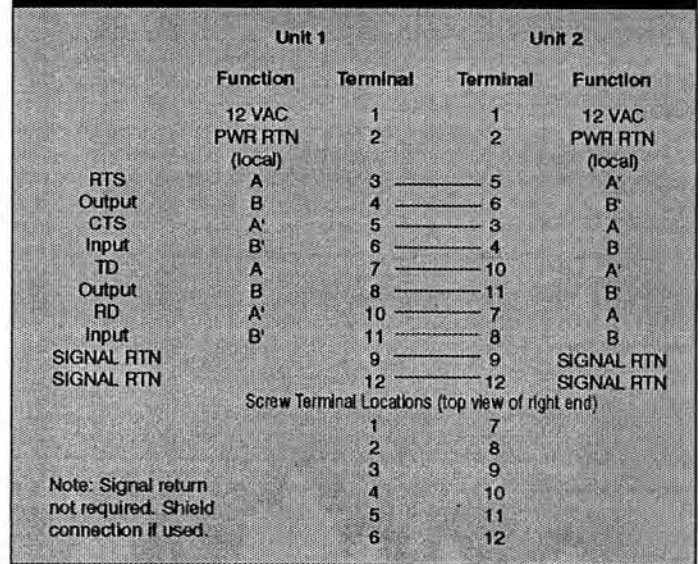 Unit 1 Unit 2
Function Terminal Terminal Function
12 VAC 1 1 12 VAC
PWR RTN 2 2 PWR RTN
(local) (local)
RTS A 3 5 A'
Output B 4 6 B'
CTS A' 5 3 A
Input B' 6 4 B
TD A 7 10 A'
Output B 8 11 B'
RD A' 10 7 A
Input B' 11 8 B
SIGNAL RTN 9 9 SIGNAL RTN
SIGNAL RTN 12 12 SIGNAL RTN
Screw Terminal Locations (top view of right end)
1 7
2 8
3 9
4 10
5 11
6 12
Note: Signal return
not required. Shield
connection if used.